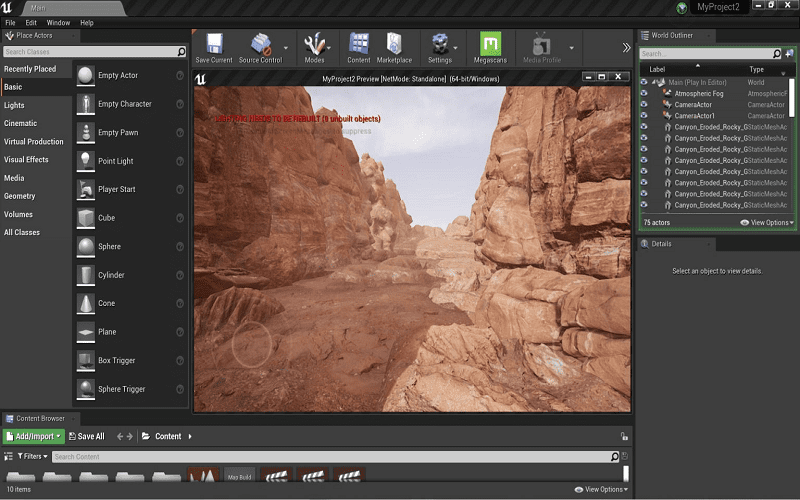 Main
MyProject2
File Edit Window Help
Place Actors
Search Classes
Recently Placed
Basic
Lights
Cinematic
Virtual Production
Visual Effects
Media
Geometry
Volumes
All Classes
Empty Actor
Empty Character
Empty Pawn
Point Light
Player Start
Cube
Sphere
Cylinder
Cone
Plane
Box Trigger
Sphere Trigger
Save Current
Source Control
Modes
Content
Marketplace
Settings
Megascans
Media Profile
MyProject2 Preview [NetMode: Standalone] (64-bit/Windows)
NEEDS TO BE REBUILT (9 unbuilt objects)
suppress
World Outliner
Search...
Label Type
Main (Play In Editor) World
Atmospheric Fog AtmosphericF
CameraActor CameraActor
CameraActor1 CameraActor
Canyon_Eroded_Rocky_G StaticMeshAc
Canyon_Eroded_Rocky_G StaticMeshAc
Canyon_Eroded_Rocky_G StaticMeshAc
Canyon_Eroded_Rocky_G StaticMeshAc
Canyon_Eroded_Rocky_G StaticMeshAc
Canyon_Eroded_Rocky_G StaticMeshAc
Canyon_Eroded_Rocky_G StaticMeshAc
Canyon_Eroded_Rocky_G StaticMeshAc
75 actors View Options
Details
Select an object to view details.
Content Browser
Add/Import Save All Content
Filters Search Content
Map Build
10 items View Options